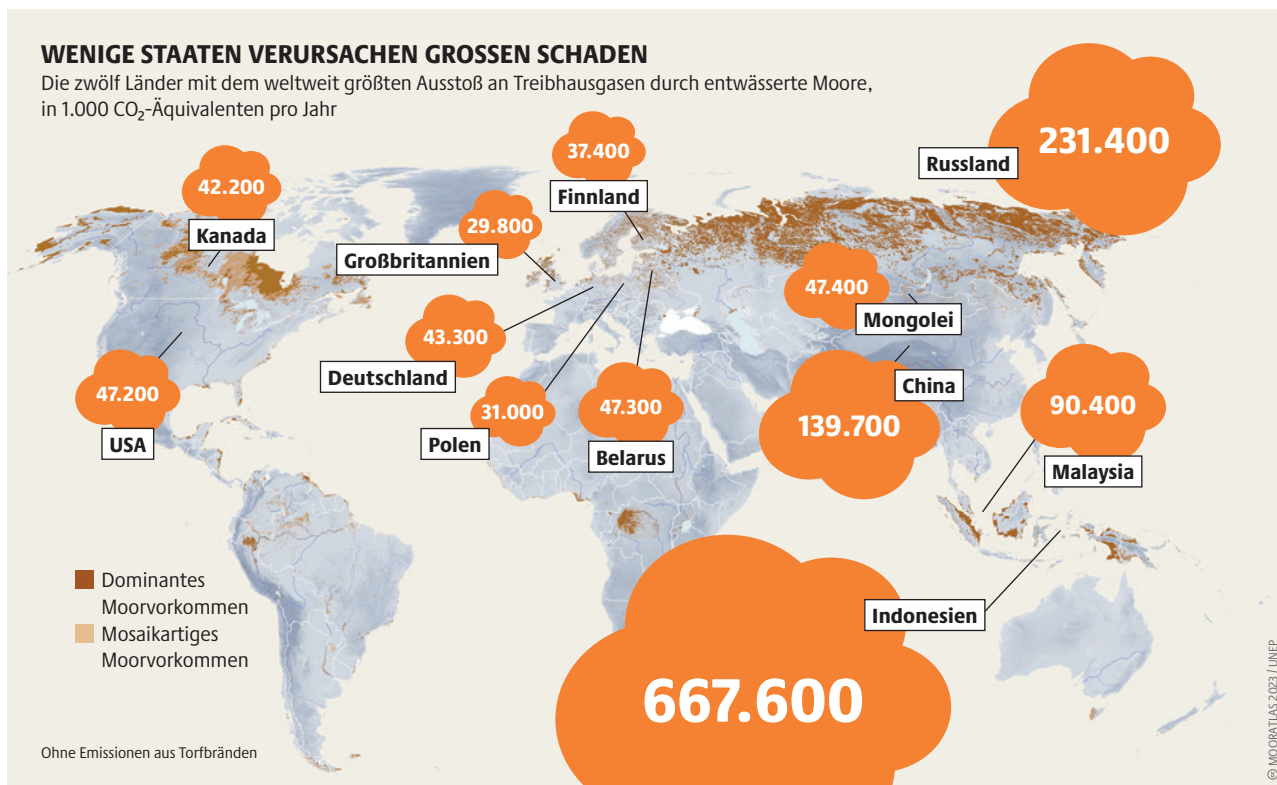 WENIGE STAATEN VERURSACHEN GROSSEN SCHADEN
Die zwölf Länder mit dem weltweit größten Ausstoß an Treibhausgasen durch entwässerte Moore,
in 1.000 CO₂-Äquivalenten pro Jahr
231.400
Russland
37.400
Finnland
42.200
Kanada
29.800
Großbritannien
47.400
Mongolei
43.300
Deutschland
47.200
USA
31.000
Polen
47.300
Belarus
139.700
China
90.400
Malaysia
667.600
Indonesien
Dominantes
Moorvorkommen
Mosaikartiges
Moorvorkommen
Ohne Emissionen aus Torfbränden
© MOORATLAS 2023 / UNEP